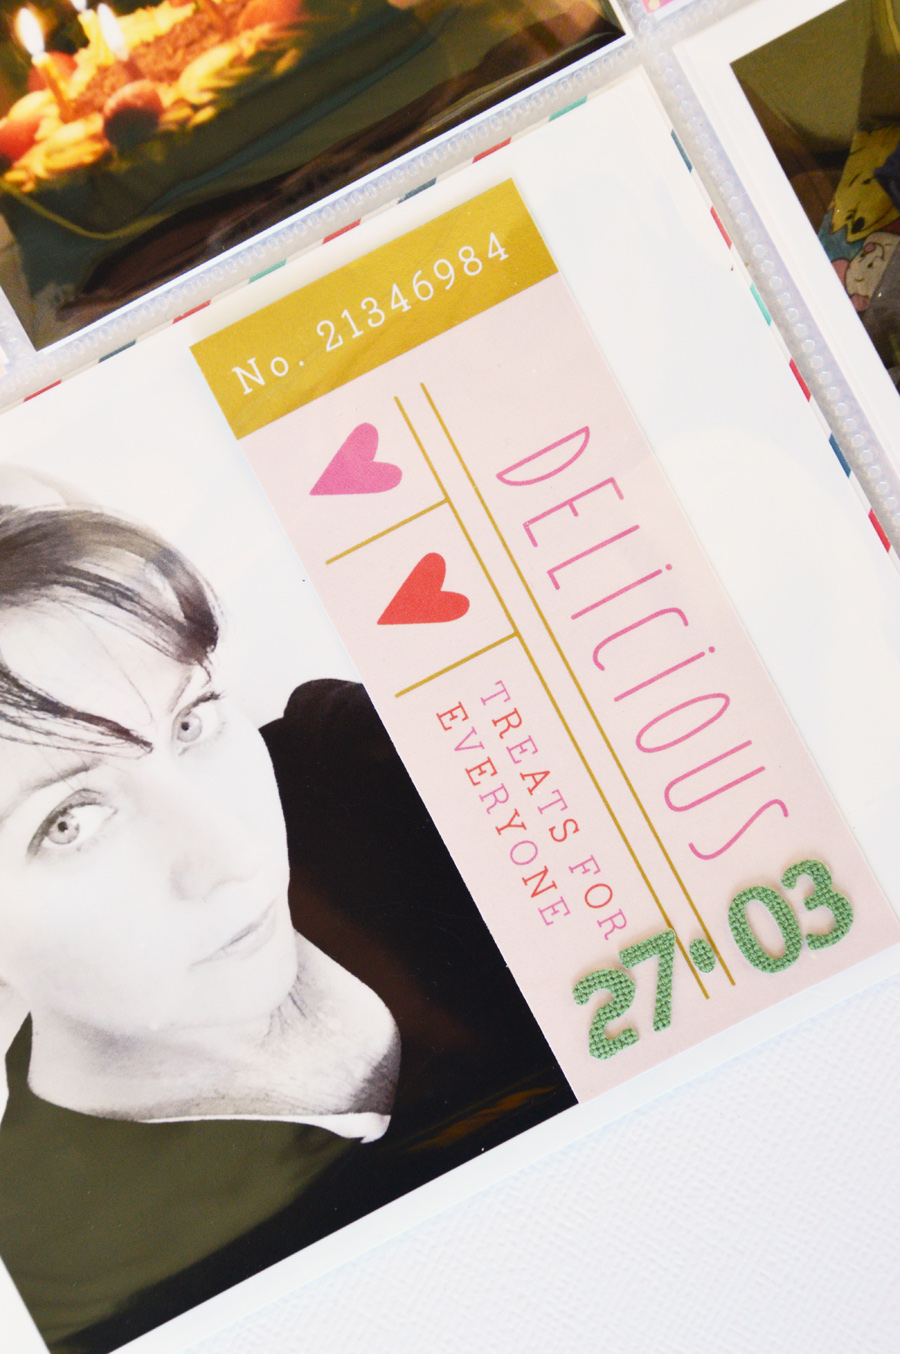 No. 21346984
DELiCiOUS
TREATS FOR
EVERYONE
27.03